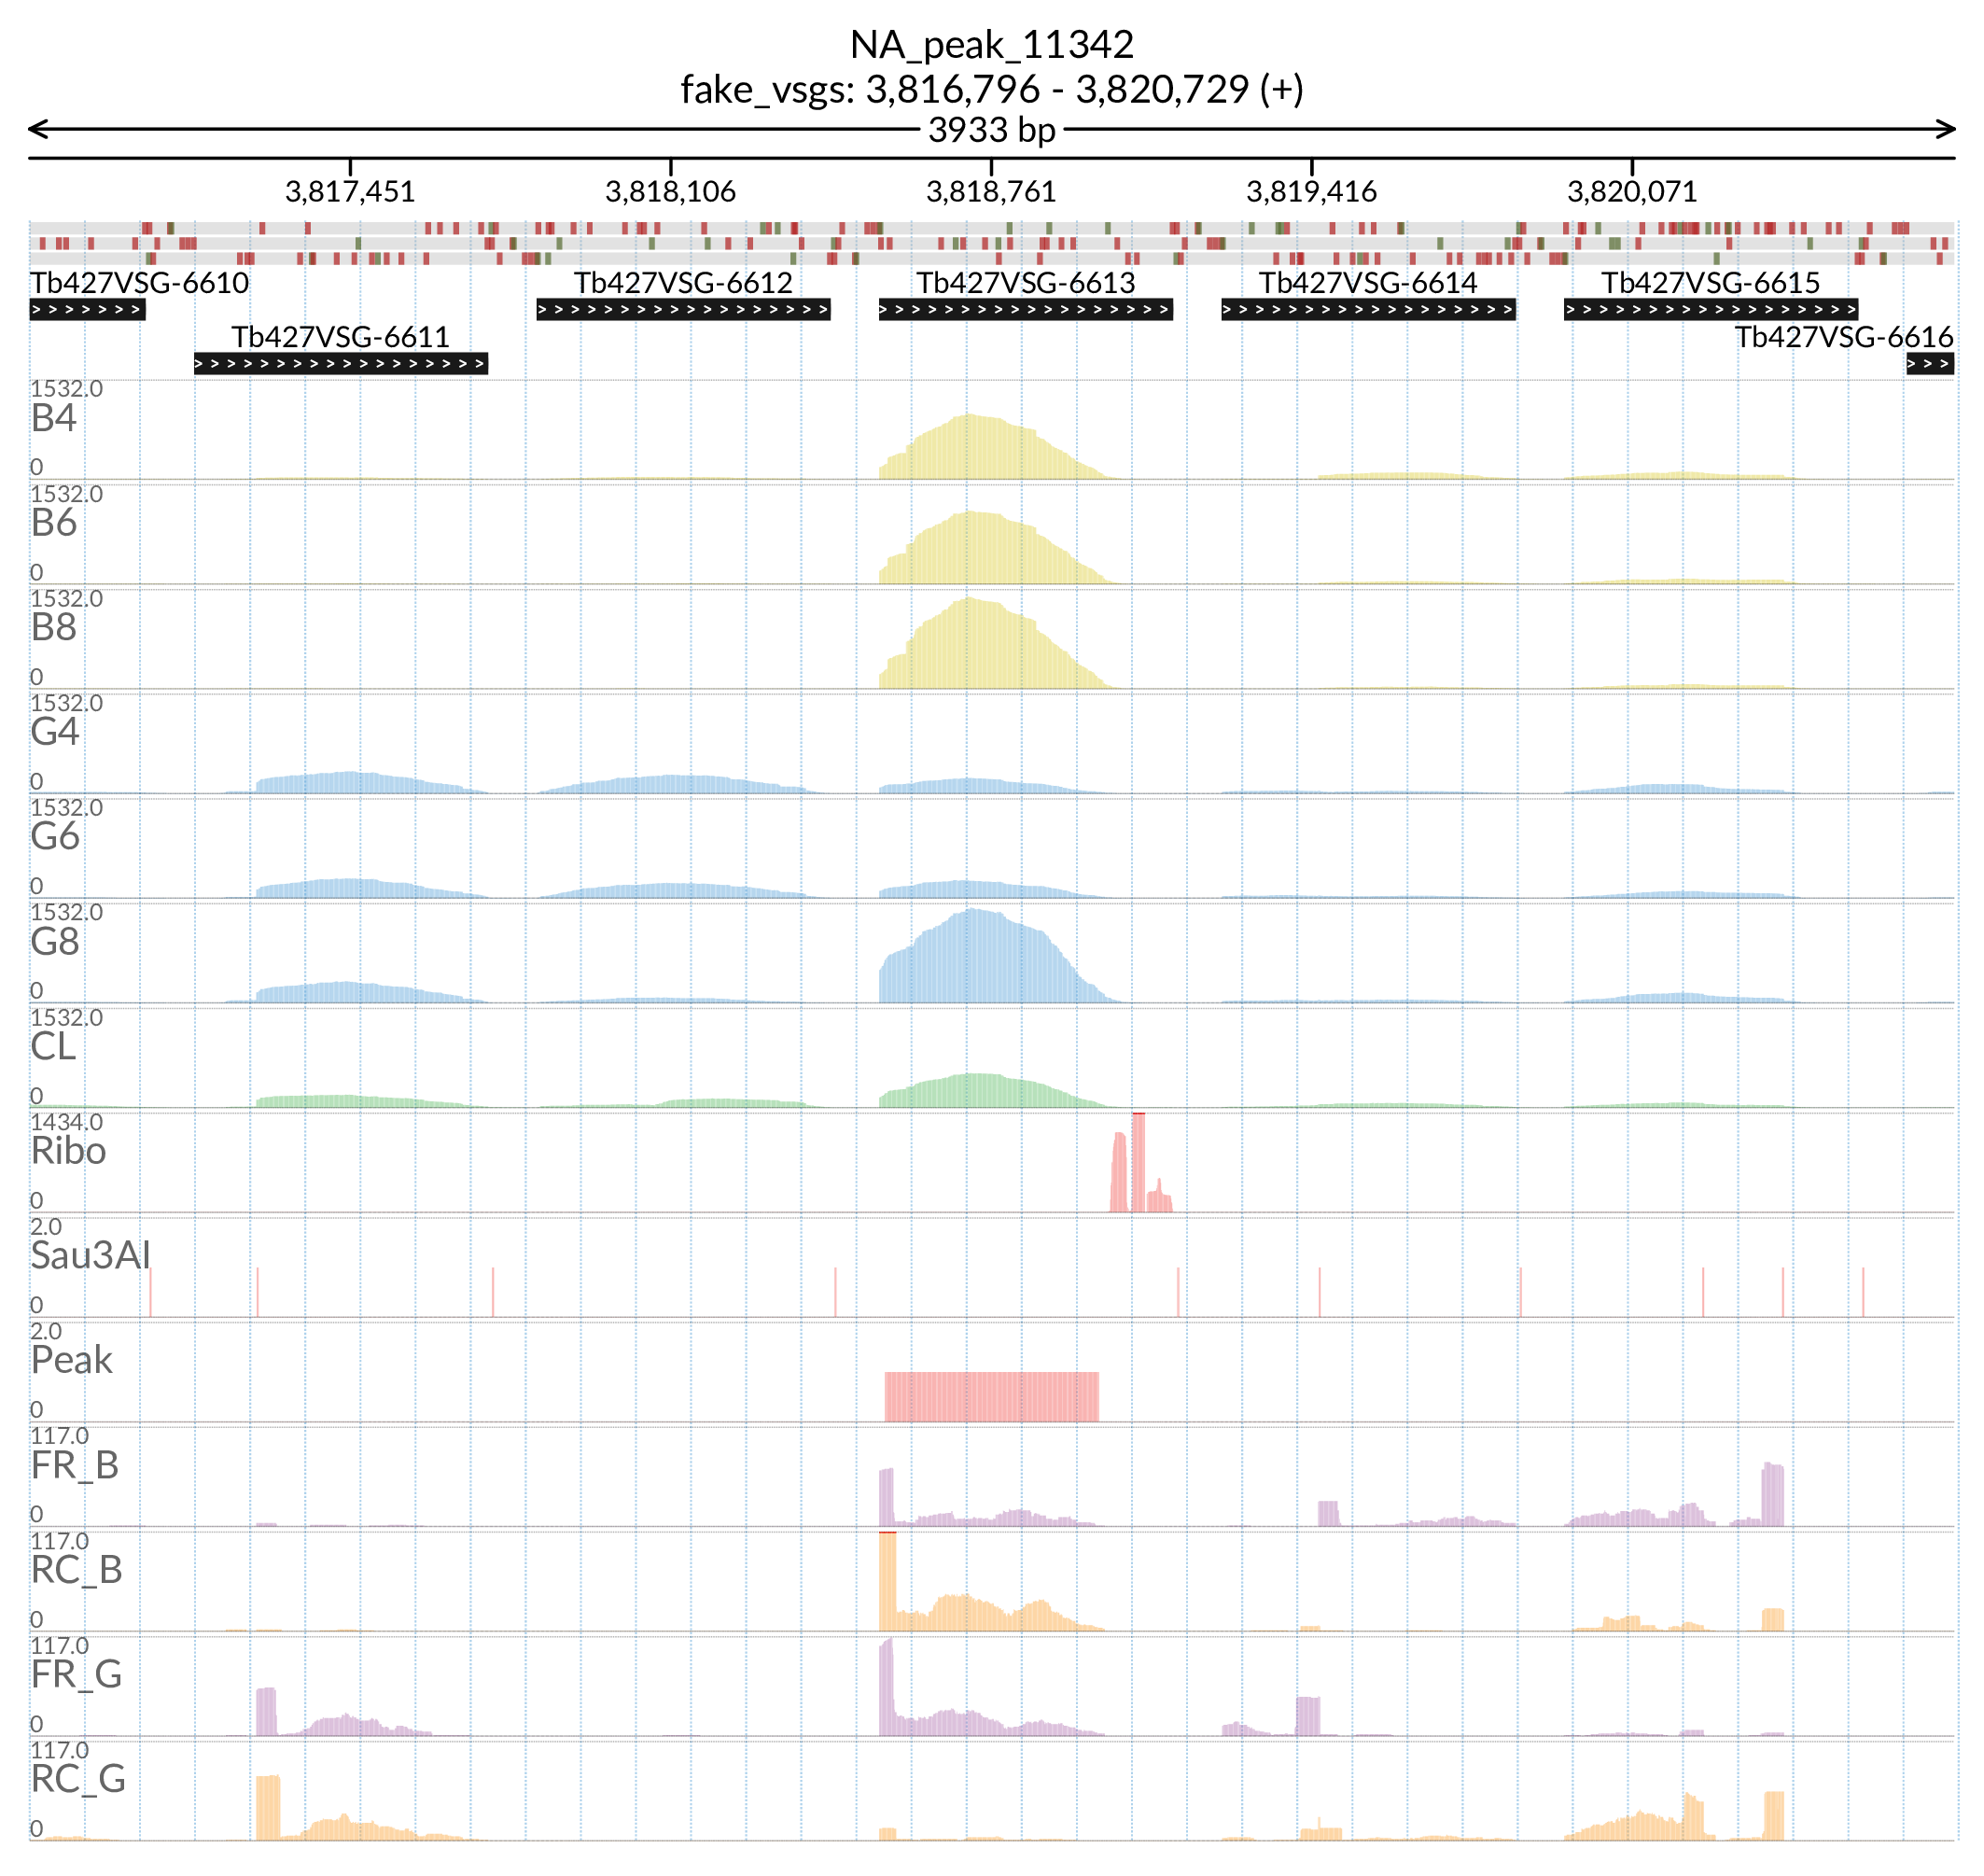 NA_peak_11342
fake_vsgs: 3,816,796 - 3,820,729 (+)
3933 bp
3,817,451 3,818,106 3,818,761 3,819,416 3,820,071
Tb427VSG-6610 Tb427VSG-6612 Tb427VSG-6613 Tb427VSG-6614 Tb427VSG-6615
Tb427VSG-6611 Tb427VSG-6616
1532.0
B4
0
1532.0
B6
0
1532.0
B8
0
1532.0
G4
0
1532.0
G6
0
1532.0
G8
0
1532.0
CL
0
1434.0
Ribo
0
2.0
Sau3AI
0
2.0
Peak
0
117.0
FR_B
0
117.0
RC_B
0
117.0
FR_G
0
117.0
RC_G
0